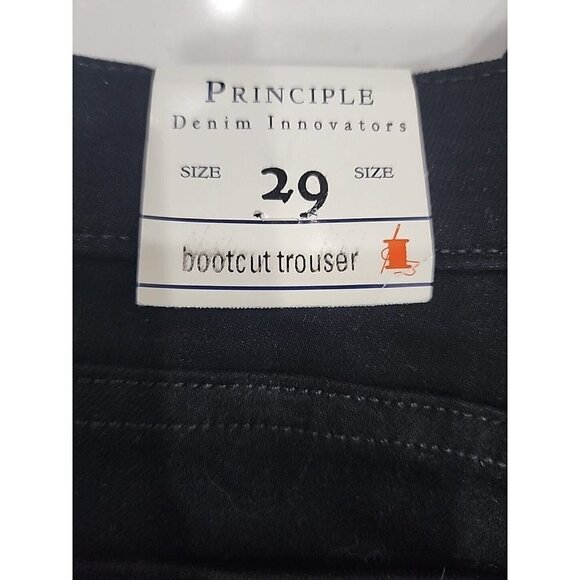 PRINCIPLE
Denim Innovators
SIZE 29 SIZE
bootcut trouser